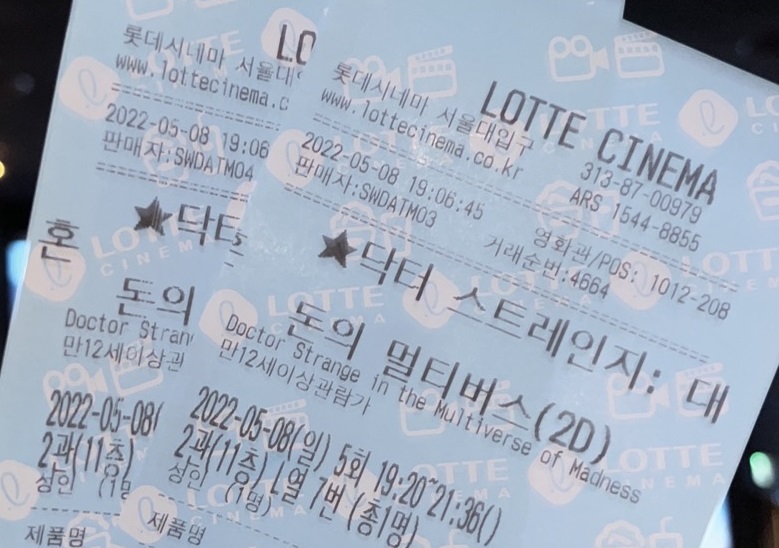 롯데시네마 서울대
www.lottecinema.c
2022-05-08 19:06
판매자:SWDATM04
★닥터
혼
돈의
Doctor Stran
만12세이상관
2022-05-08(
2관(11층)
성인 (1명
제품명
LOTTE CINEMA
롯데시네마 서울대입구
313-87-00979
www.lottecinema.co.kr
ARS 1544-8855
2022-05-08 19:06:45
영화관/POS: 1012-208
판매자:SWDATM03
거래순번:4664
★닥터 스트레인지: 대
돈의 멀티버스(2D)
Doctor Strange in the Multiverse of Madness
만12세이상관람가
2022-05-08(일) 5회 19:20~21:36()
2관(11층) L열 7번 (총1명)
성인 (1명)
제품명